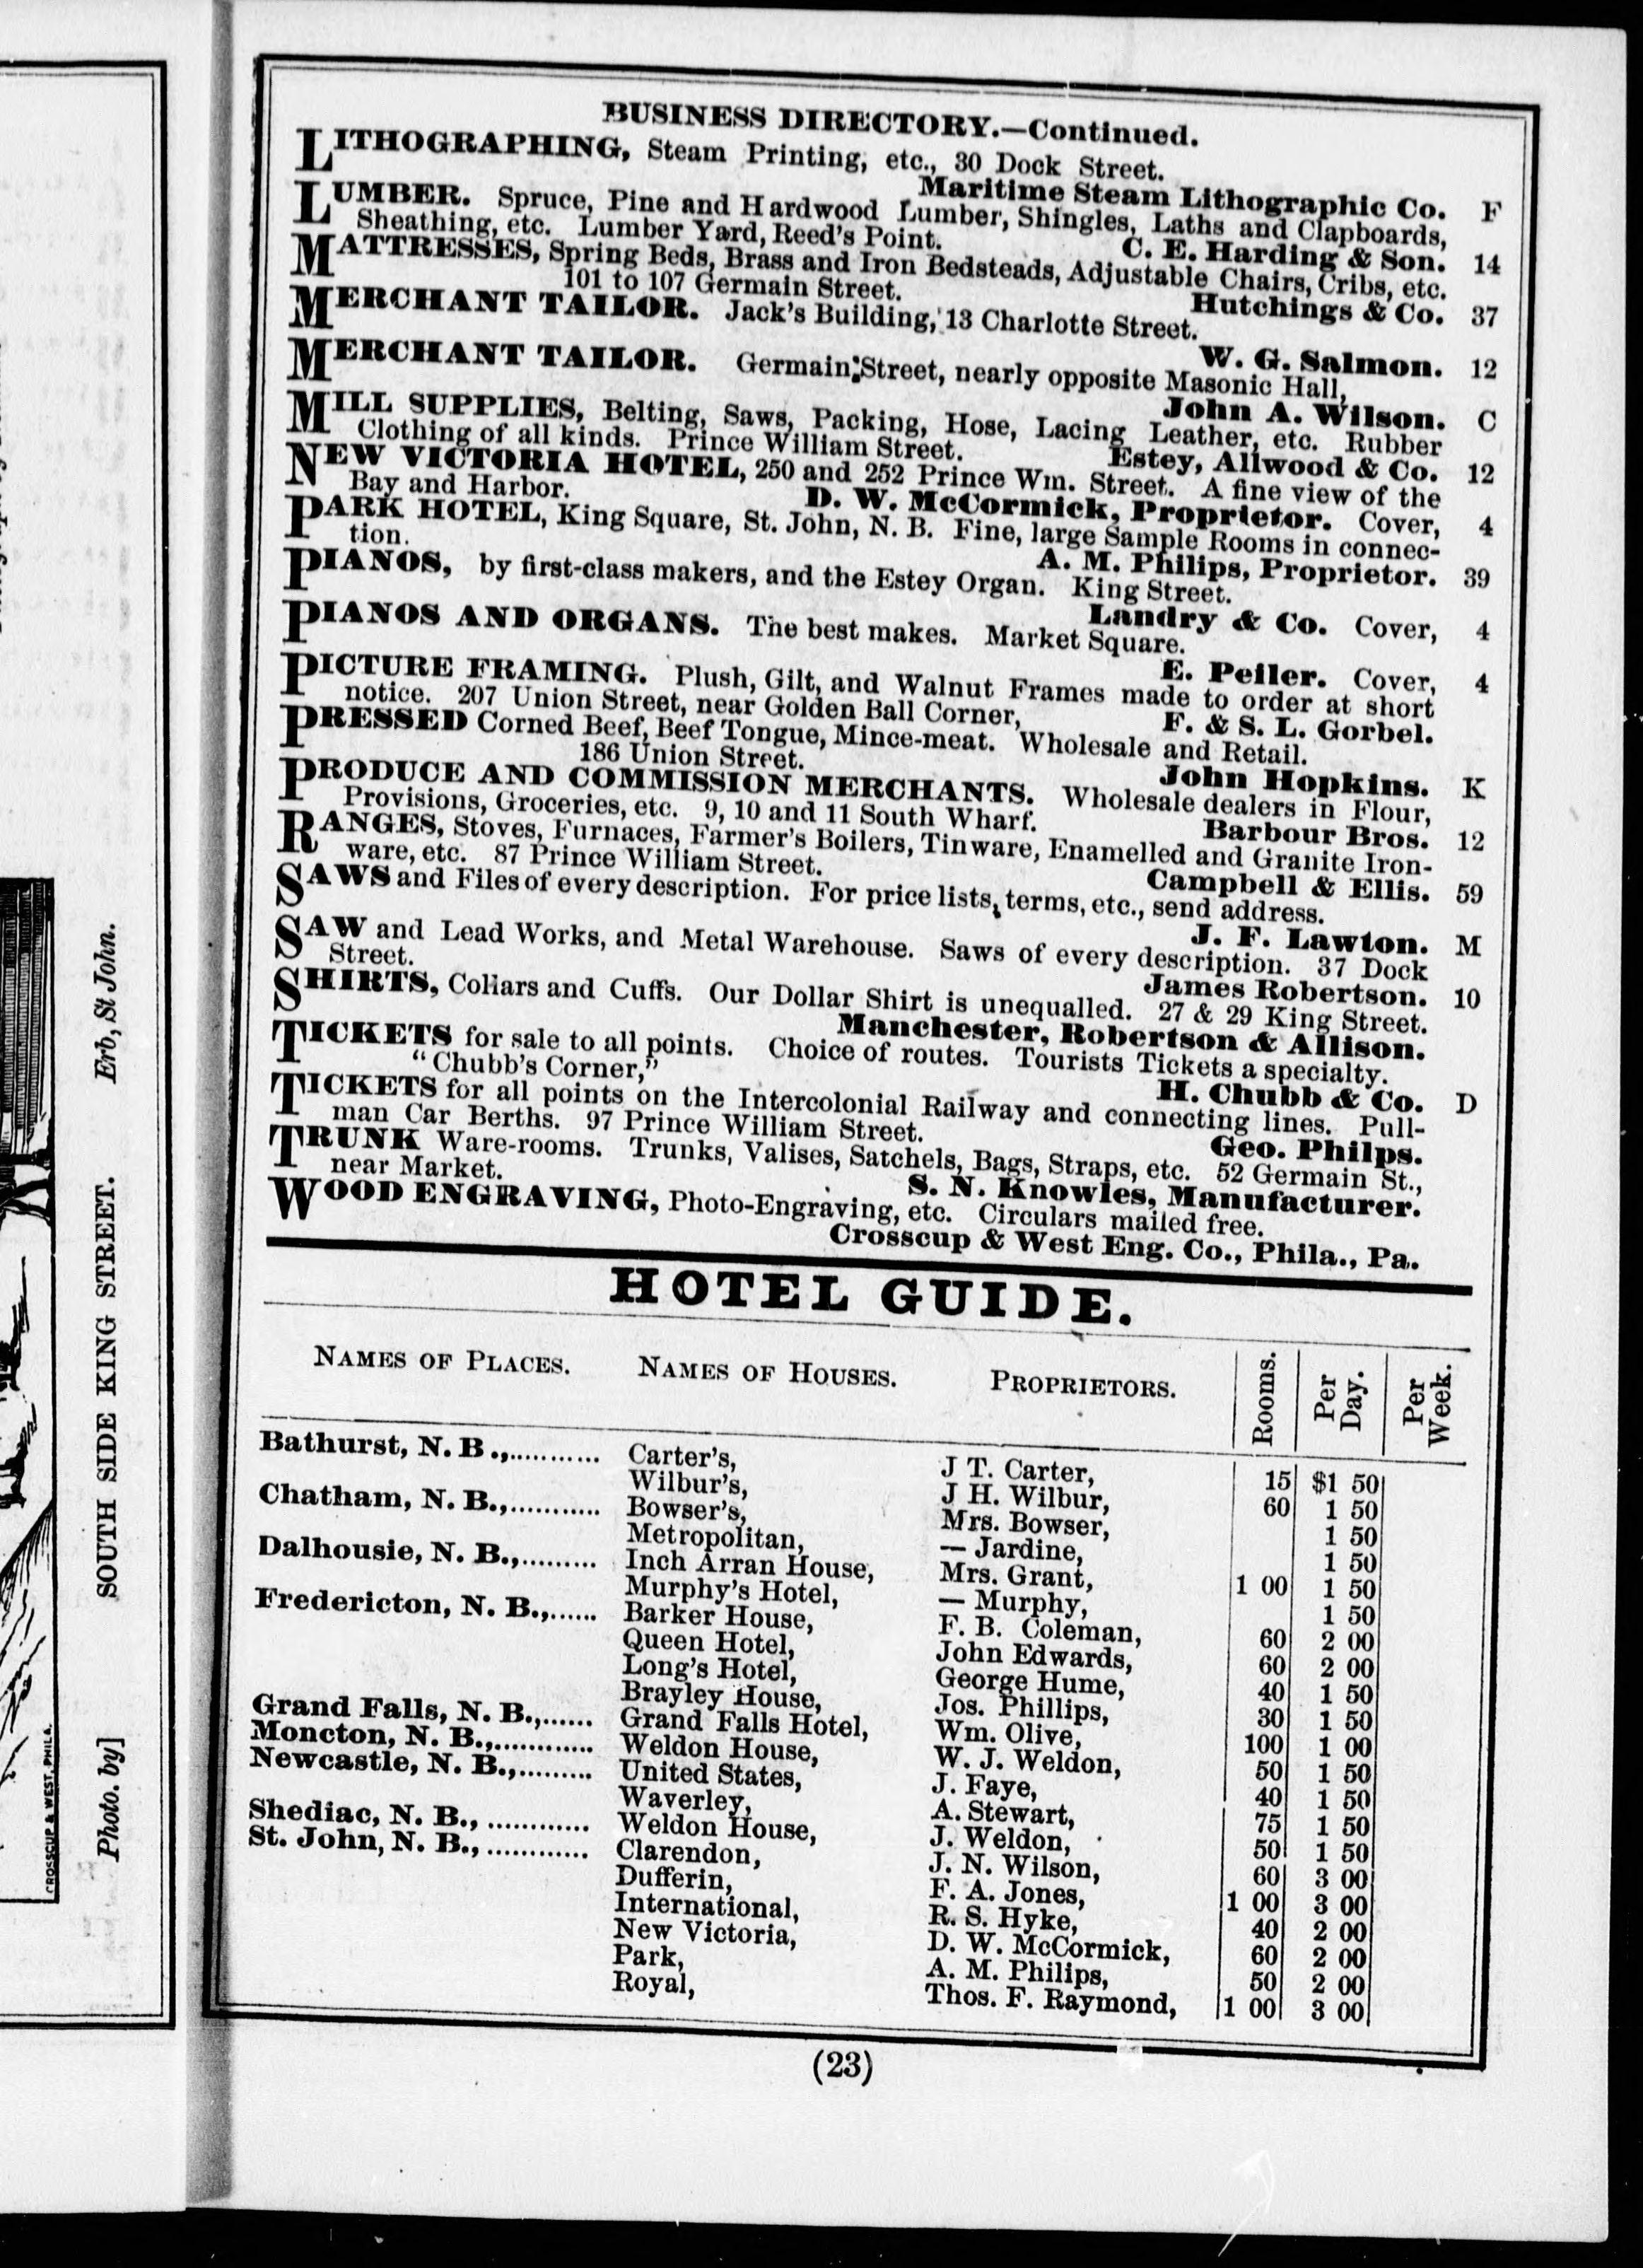 BUSINESS DIRECTORY.—Continued.
LITHOGRAPHING, Steam Printing, etc., 30 Dock Street.
Maritime Steam Lithographic Co. F
LUMBER. Spruce, Pine and Hardwood Lumber, Shingles, Laths and Clapboards,
Sheathing, etc. Lumber Yard, Reed's Point. C. E. Harding & Son. 14
MATTRESSES, Spring Beds, Brass and Iron Bedsteads, Adjustable Chairs, Cribs, etc.
101 to 107 Germain Street. Hutchings & Co. 37
MERCHANT TAILOR. Jack's Building, 13 Charlotte Street.
W. G. Salmon. 12
MERCHANT TAILOR. Germain Street, nearly opposite Masonic Hall,
John A. Wilson. C
MILL SUPPLIES, Belting, Saws, Packing, Hose, Lacing Leather, etc. Rubber
Clothing of all kinds. Prince William Street. Estey, Allwood & Co. 12
NEW VICTORIA HOTEL, 250 and 252 Prince Wm. Street. A fine view of the
Bay and Harbor. D. W. McCormick, Proprietor. Cover, 4
PARK HOTEL, King Square, St. John, N. B. Fine, large Sample Rooms in connec-
tion. A. M. Philips, Proprietor. 39
PIANOS, by first-class makers, and the Estey Organ. King Street.
Landry & Co. Cover, 4
PIANOS AND ORGANS. The best makes. Market Square.
E. Peiler. Cover, 4
PICTURE FRAMING. Plush, Gilt, and Walnut Frames made to order at short
notice. 207 Union Street, near Golden Ball Corner, F. & S. L. Gorbel.
PRESSED Corned Beef, Beef Tongue, Mince-meat. Wholesale and Retail.
186 Union Street. John Hopkins. K
PRODUCE AND COMMISSION MERCHANTS. Wholesale dealers in Flour,
Provisions, Groceries, etc. 9, 10 and 11 South Wharf. Barbour Bros. 12
RANGES, Stoves, Furnaces, Farmer's Boilers, Tinware, Enamelled and Granite Iron-
ware, etc. 87 Prince William Street. Campbell & Ellis. 59
SAWS and Files of every description. For price lists, terms, etc., send address.
J. F. Lawton. M
SAW and Lead Works, and Metal Warehouse. Saws of every description. 37 Dock
Street. James Robertson. 10
SHIRTS, Collars and Cuffs. Our Dollar Shirt is unequalled. 27 & 29 King Street.
Manchester, Robertson & Allison.
TICKETS for sale to all points. Choice of routes. Tourists Tickets a specialty.
"Chubb's Corner," H. Chubb & Co. D
TICKETS for all points on the Intercolonial Railway and connecting lines. Pull-
man Car Berths. 97 Prince William Street. Geo. Philps.
TRUNK Ware-rooms. Trunks, Valises, Satchels, Bags, Straps, etc. 52 Germain St.,
near Market. S. N. Knowles, Manufacturer.
WOOD ENGRAVING, Photo-Engraving, etc. Circulars mailed free.
Crosscup & West Eng. Co., Phila., Pa.
HOTEL GUIDE.
NAMES OF PLACES. NAMES OF HOUSES. PROPRIETORS. Rooms. Per Day. Per Week.
Bathurst, N. B.,........... Carter's, J T. Carter, 15 $1 50
Wilbur's, J H. Wilbur, 60 1 50
Chatham, N. B.,........... Bowser's, Mrs. Bowser, 1 50
Metropolitan, — Jardine, 1 50
Dalhousie, N. B.,......... Inch Arran House, Mrs. Grant, 1 00 1 50
Murphy's Hotel, — Murphy, 1 50
Fredericton, N. B.,...... Barker House, F. B. Coleman, 60 2 00
Queen Hotel, John Edwards, 60 2 00
Long's Hotel, George Hume, 40 1 50
Brayley House, Jos. Phillips, 30 1 50
Grand Falls, N. B.,...... Grand Falls Hotel, Wm. Olive, 100 1 00
Moncton, N. B.,............ Weldon House, W. J. Weldon, 50 1 50
Newcastle, N. B.,......... United States, J. Faye, 40 1 50
Waverley, A. Stewart, 75 1 50
Shediac, N. B., ............ Weldon House, J. Weldon, 50 1 50
St. John, N. B., ............ Clarendon, J. N. Wilson, 60 3 00
Dufferin, F. A. Jones, 1 00 3 00
International, R. S. Hyke, 40 2 00
New Victoria, D. W. McCormick, 60 2 00
Park, A. M. Philips, 50 2 00
Royal, Thos. F. Raymond, 1 00 3 00
(23)
Photo. by] SOUTH SIDE KING STREET. Erb, St John.
CROSSCUP & WEST, PHILA.